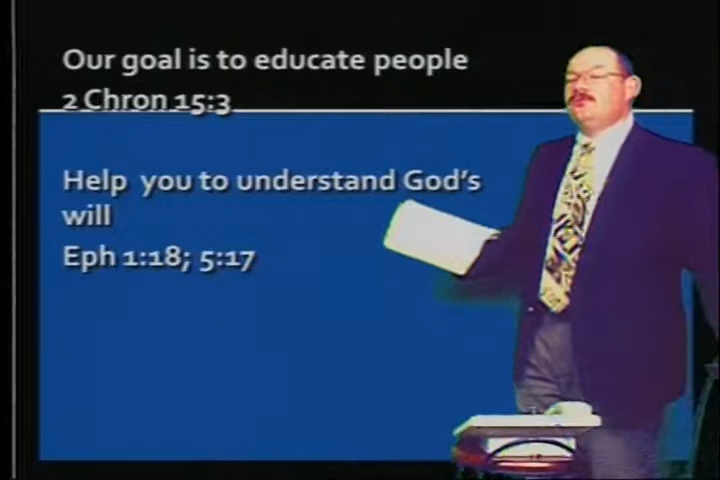 Our goal is to educate people
2 Chron 15:3
Help you to understand God's
will
Eph 1:18; 5:17